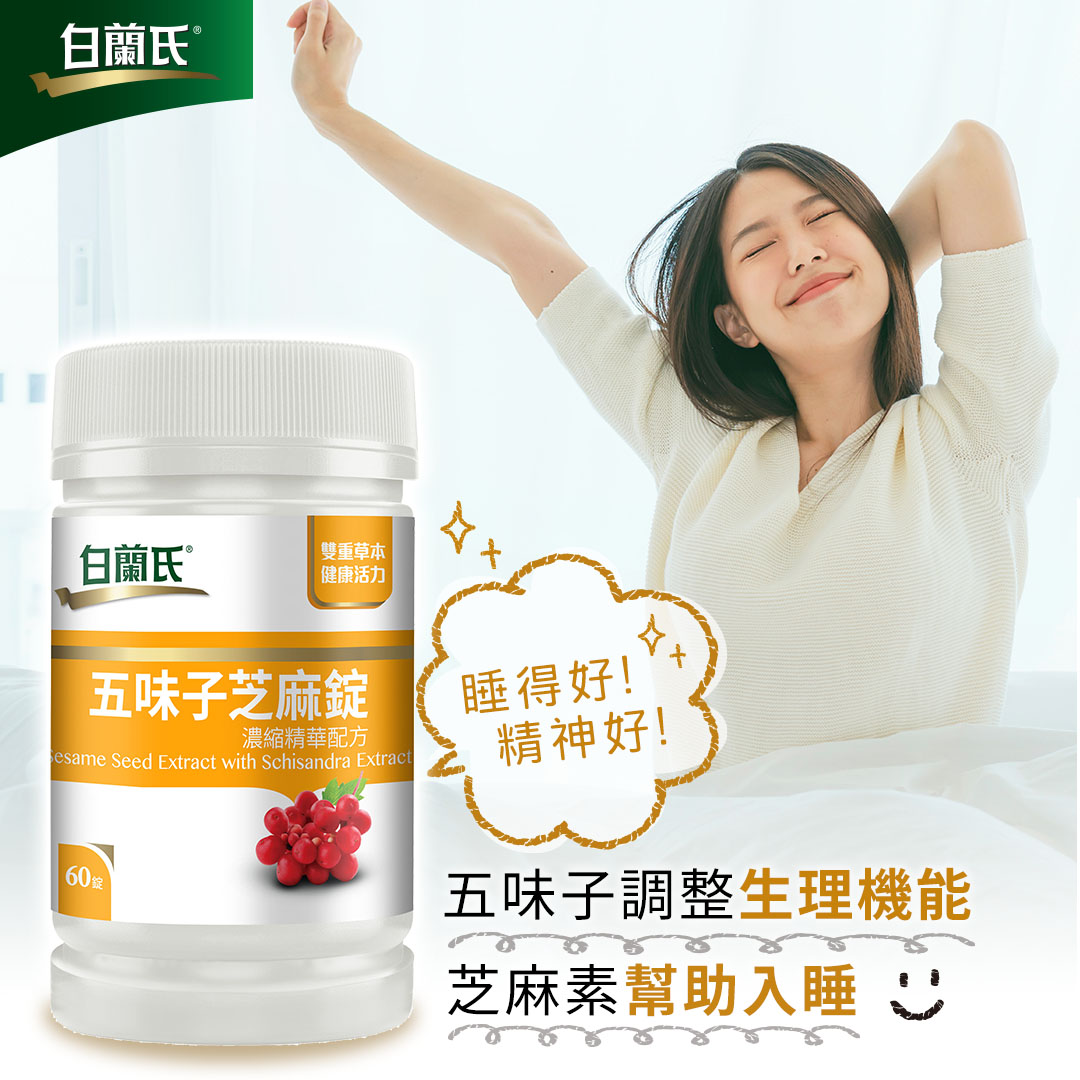 白蘭氏®
白蘭氏®
雙重草本
健康活力
五味子芝麻錠
濃縮精華配方
Sesame Seed Extract with Schisandra Extract
60錠
睡得好!
精神好!
五味子調整生理機能
芝麻素幫助入睡